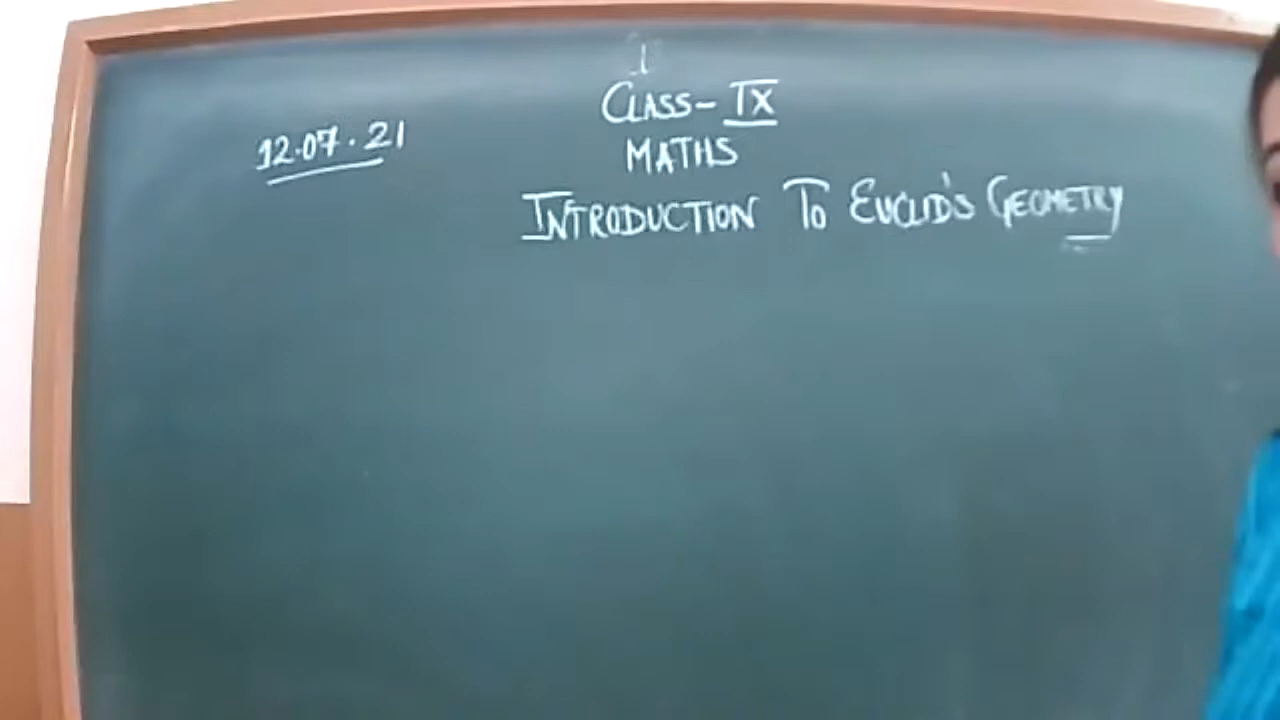 CLASS - IX
12.07.21
MATHS
INTRODUCTION TO EUCLID'S GEOMETRY